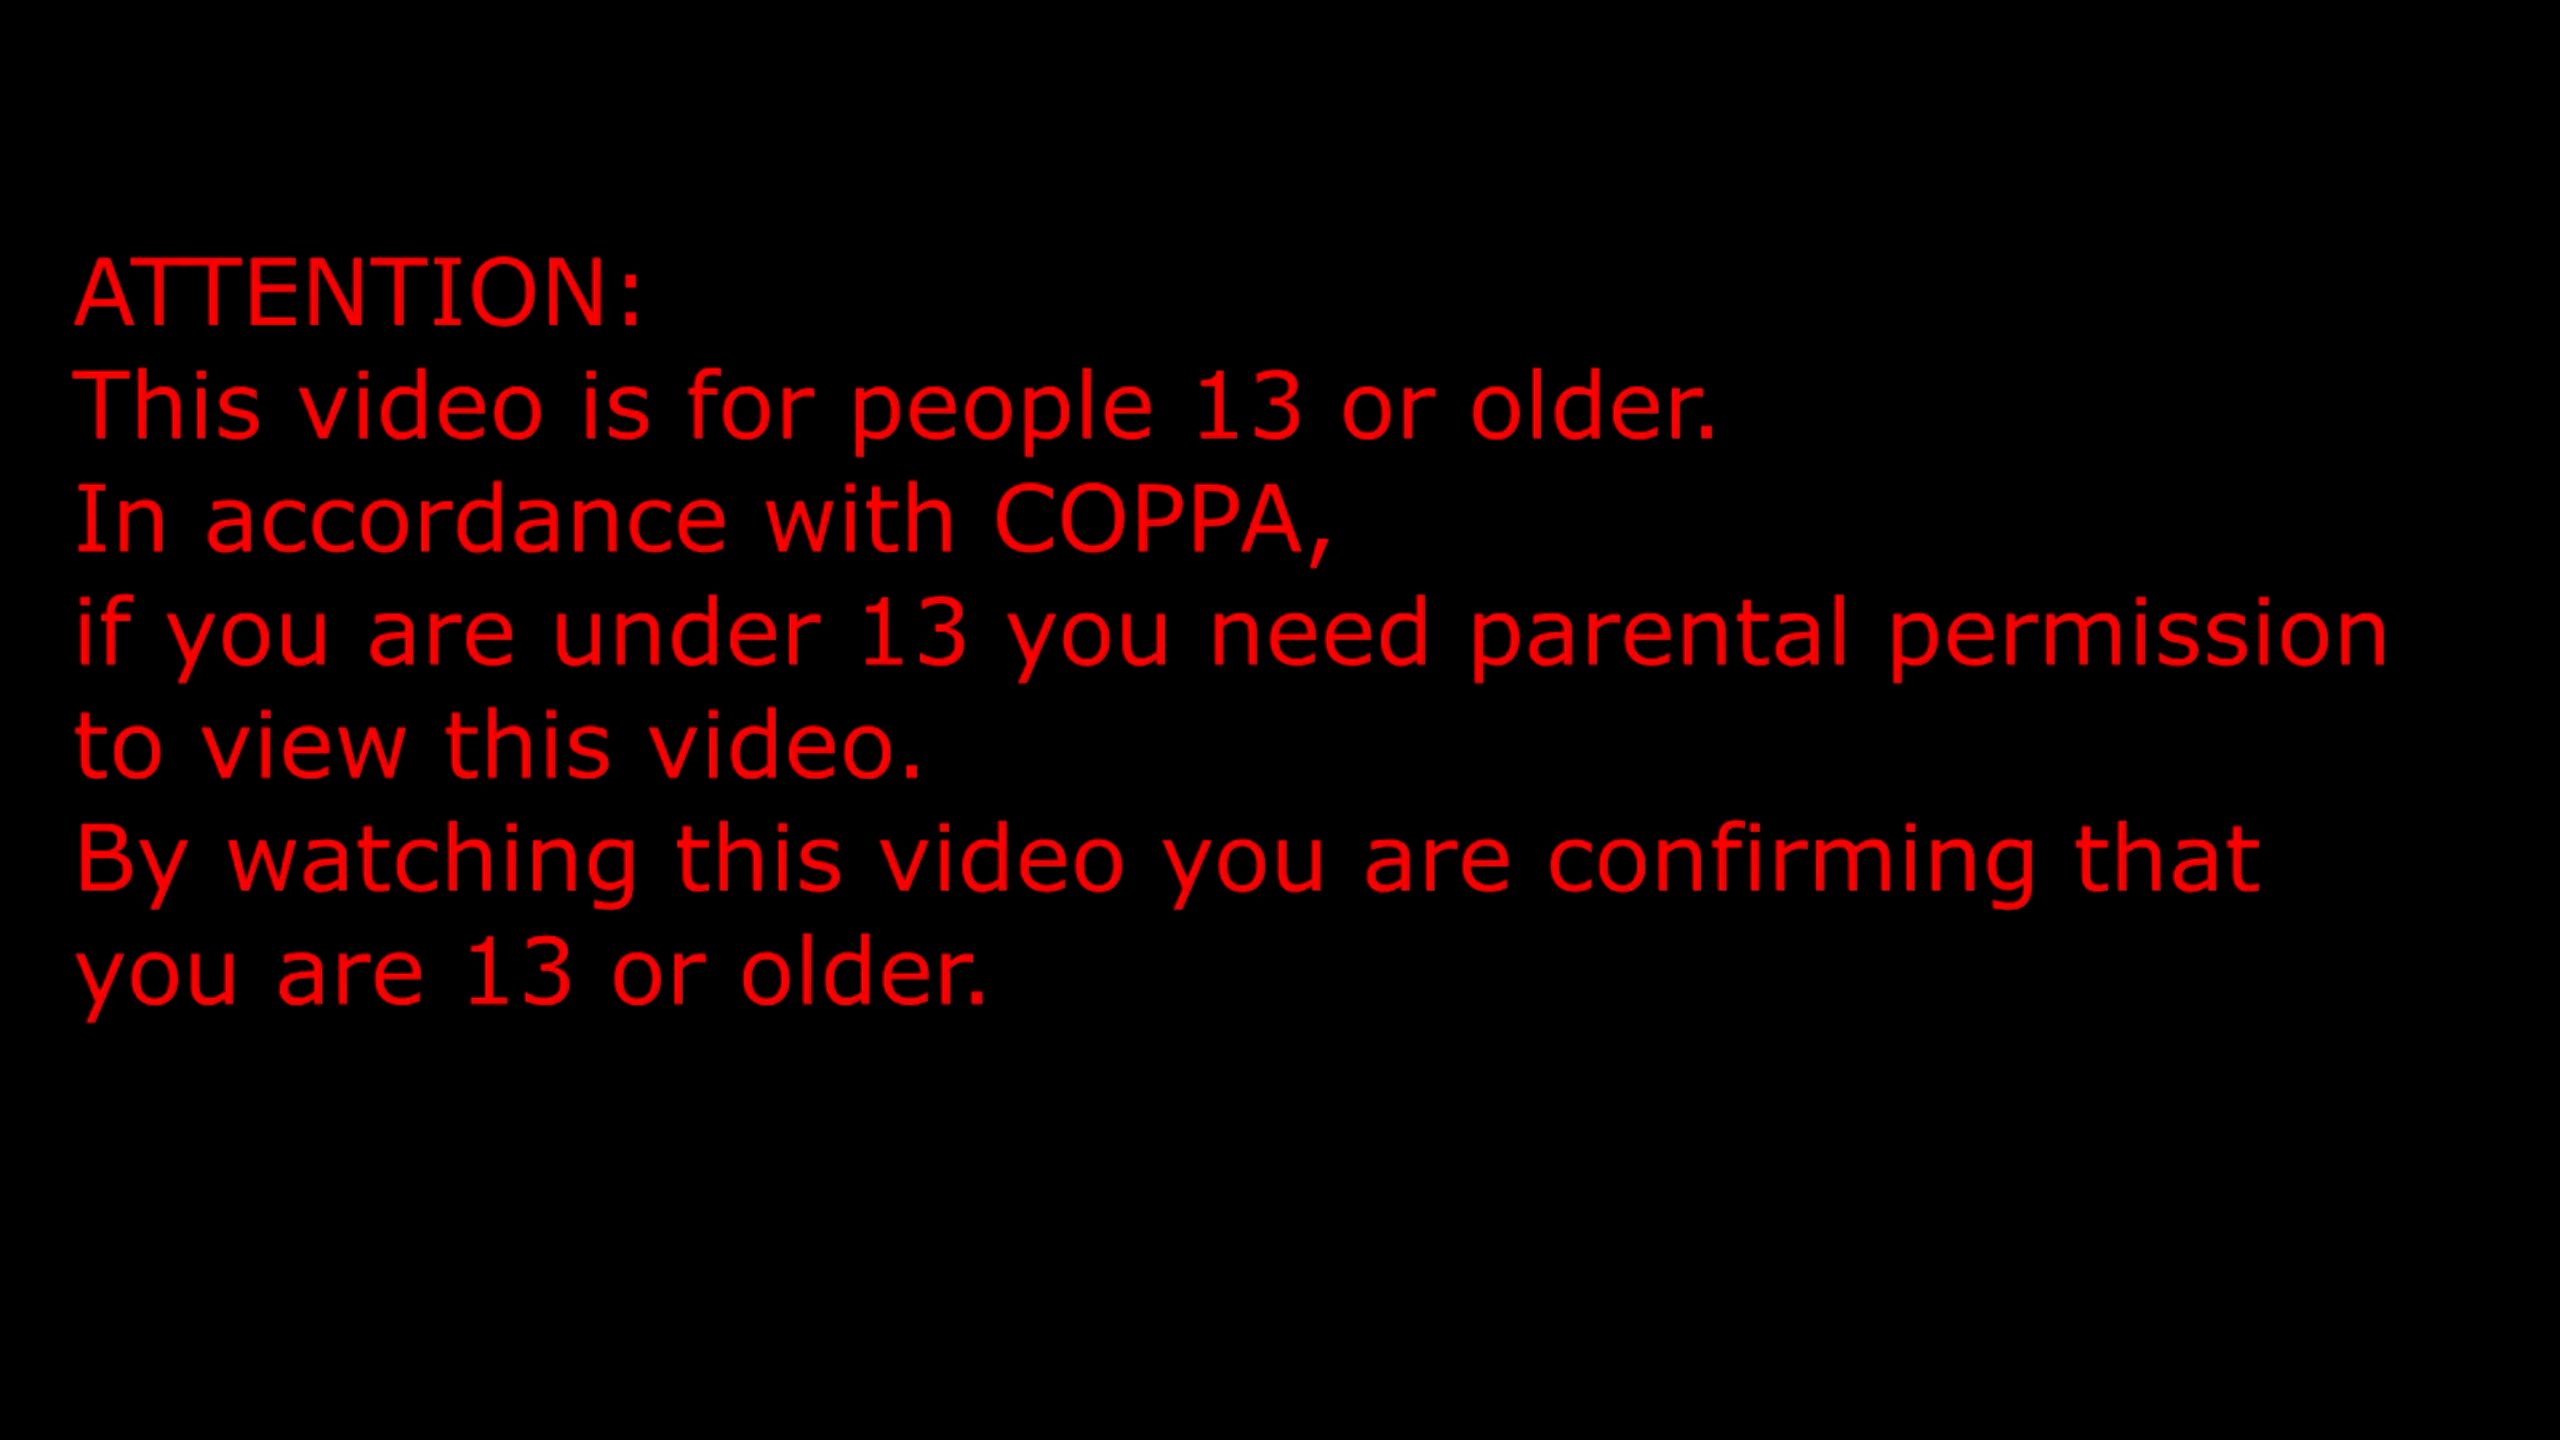 ATTENTION:
This video is for people 13 or older.
In accordance with COPPA,
if you are under 13 you need parental permission
to view this video.
By watching this video you are confirming that
you are 13 or older.